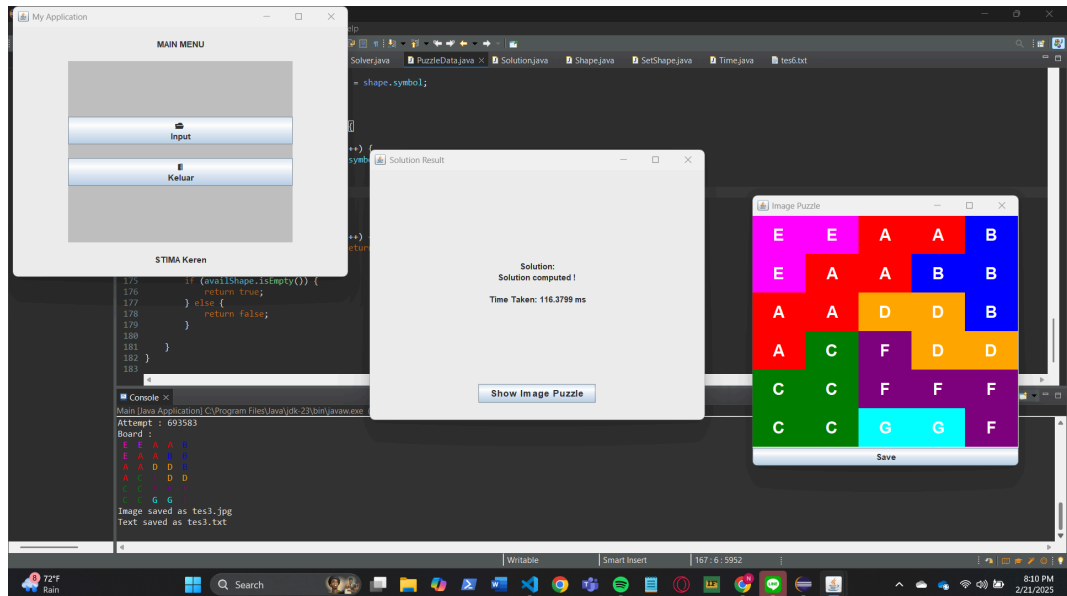 My Application
MAIN MENU
Input
Keluar
STIMA Keren
elp
Solver.java
PuzzleData.java
Solution.java
Shape.java
SetShape.java
Time.java
tes6.txt
= shape.symbol;
++) {
symb
++)
175 if (availShape.isEmpty()) {
176 return true;
177 } else {
178 return false;
179 }
180
181 }
182 }
183
Solution Result
Solution:
Solution computed !
Time Taken: 116.3799 ms
Show Image Puzzle
Image Puzzle
E E A A B
E A A B B
A A D D B
A C F D D
C C F F F
C C G G F
Save
Console
Main [Java Application] C:\Program Files\Java\jdk-23\bin\javaw.exe
Attempt : 693583
Board :
E E A A B
E A A B B
A A D D B
A C F D D
C C F F F
C C G G F
Image saved as tes3.jpg
Text saved as tes3.txt
Writable
Smart Insert
167 : 6 : 5952
8
72°F
Rain
Search
8:10 PM
2/21/2025